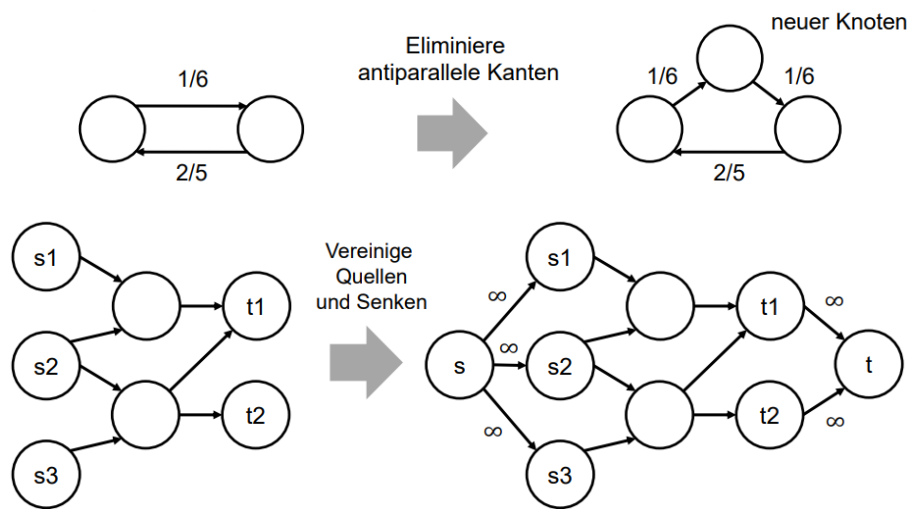 Eliminiere
antiparallele Kanten
neuer Knoten
1/6
2/5
1/6
1/6
2/5
Vereinige
Quellen
und Senken
s1
s2
s3
t1
t2
s
∞
∞
∞
s1
s2
s3
t1
t2
∞
∞
t